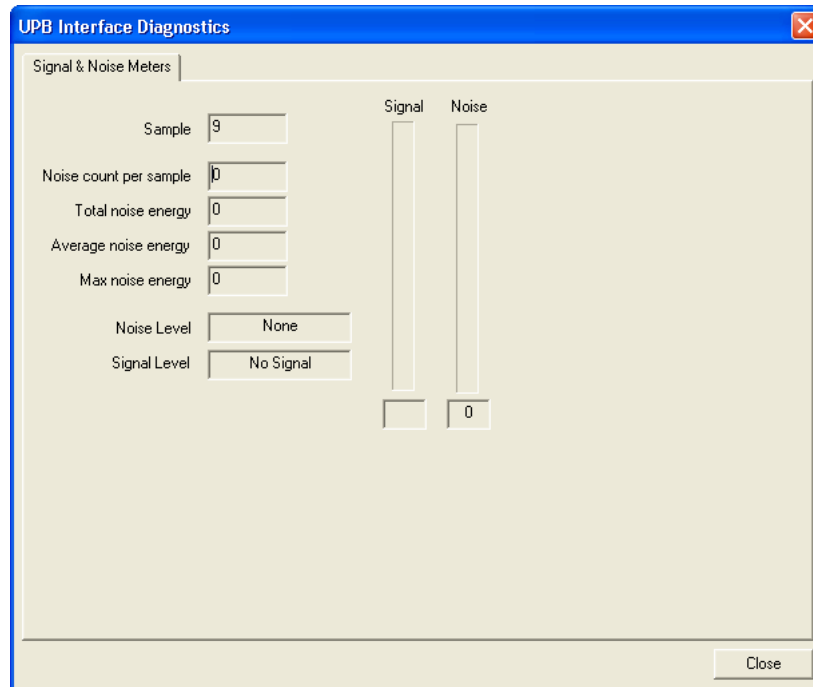 UPB Interface Diagnostics
Signal & Noise Meters
Signal Noise
Sample 9
Noise count per sample 0
Total noise energy 0
Average noise energy 0
Max noise energy 0
Noise Level None
Signal Level No Signal
0
Close